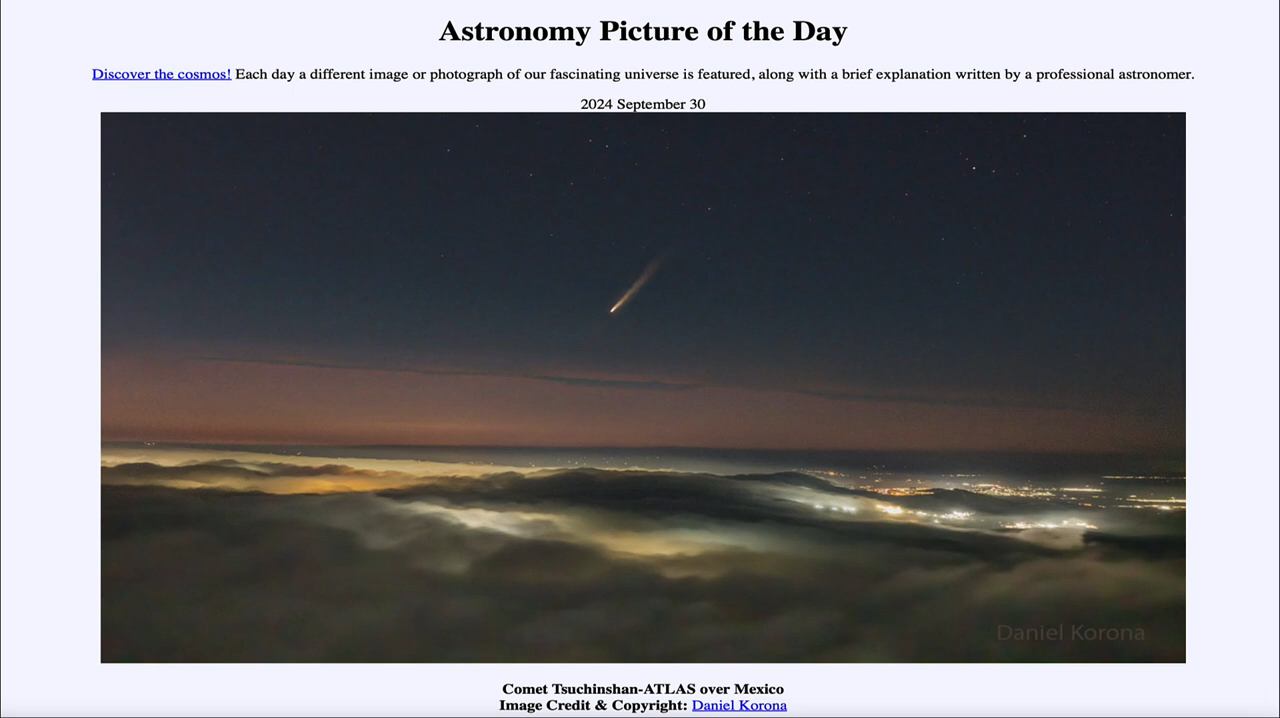 Astronomy Picture of the Day
Discover the cosmos! Each day a different image or photograph of our fascinating universe is featured, along with a brief explanation written by a professional astronomer.
2024 September 30
Daniel Korona
Comet Tsuchinshan-ATLAS over Mexico
Image Credit & Copyright: Daniel Korona